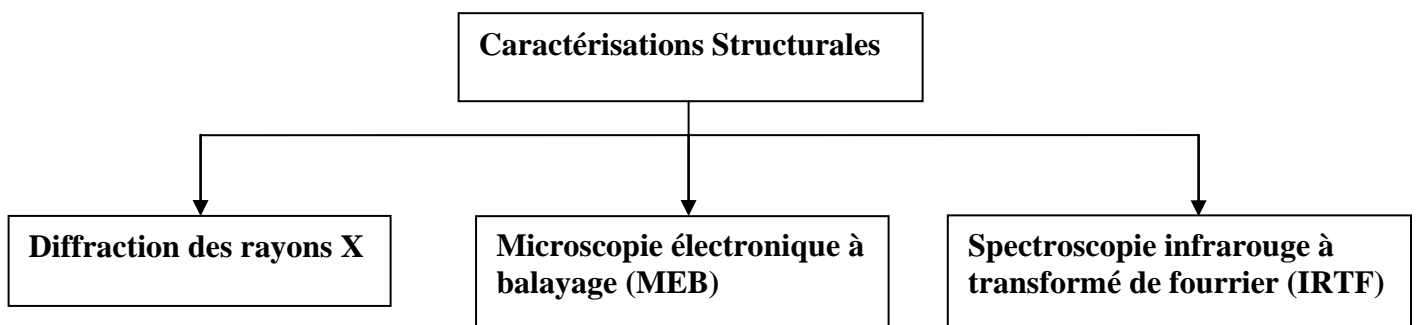 Caractérisations Structurales
Diffraction des rayons X
Microscopie électronique à
balayage (MEB)
Spectroscopie infrarouge à
transformé de fourrier (IRTF)